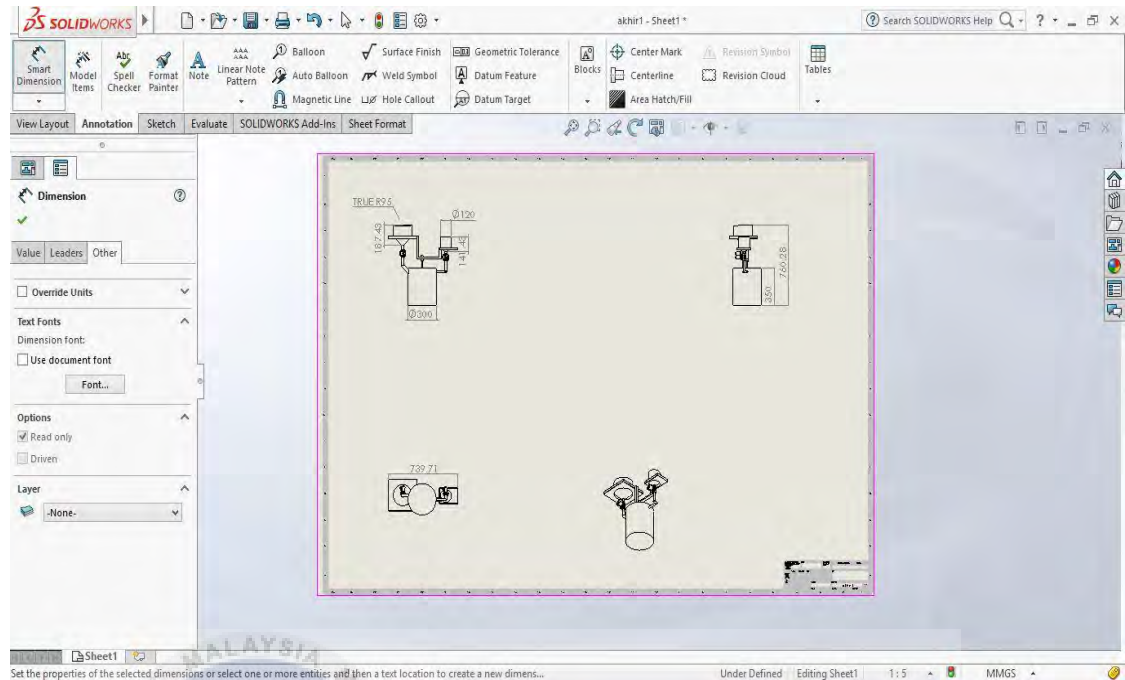 SOLIDWORKS
akhir1 - Sheet1 *
Search SOLIDWORKS Help
Smart Dimension
Model Items
Spell Checker
Format Painter
Note
Linear Note Pattern
Balloon
Auto Balloon
Magnetic Line
Surface Finish
Weld Symbol
Hole Callout
Geometric Tolerance
Datum Feature
Datum Target
Blocks
Center Mark
Centerline
Area Hatch/Fill
Revision Symbol
Revision Cloud
Tables
View Layout Annotation Sketch Evaluate SOLIDWORKS Add-Ins Sheet Format
Dimension
Value Leaders Other
Override Units
Text Fonts
Dimension font:
Use document font
Font...
Options
Read only
Driven
Layer
-None-
TRUE R95
Ø120
187.43
141.43
Ø300
760.28
350
739.71
MALAYSIA
Sheet1
Set the properties of the selected dimensions or select one or more entities and then a text location to create a new dimens...
Under Defined Editing Sheet1 1:5 MMGS